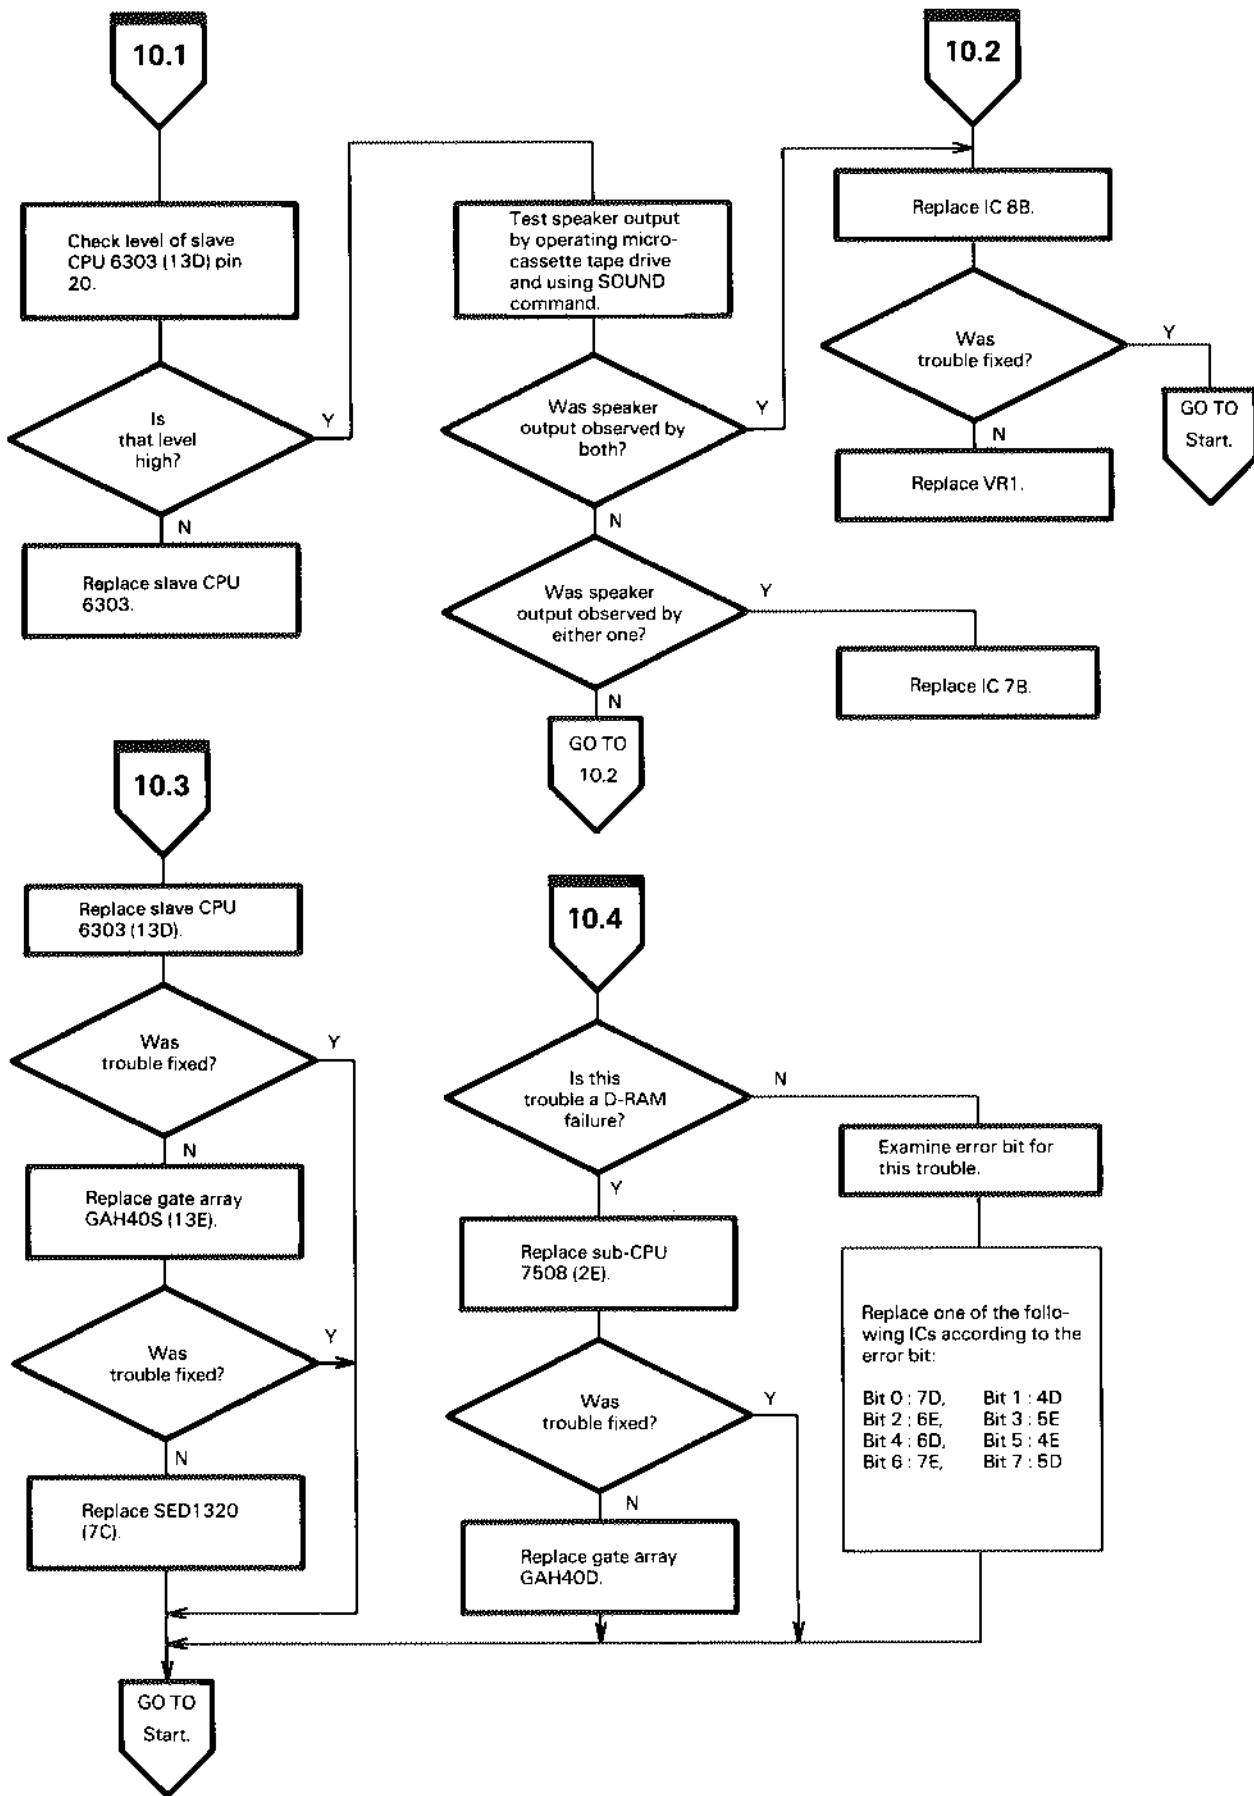 10.1
Check level of slave
CPU 6303 (13D) pin
20.
Is
that level
high?
Y
N
Replace slave CPU
6303.
Test speaker output
by operating micro-
cassette tape drive
and using SOUND
command.
Was speaker
output observed by
both?
Y
N
Was speaker
output observed by
either one?
Y
N
GO TO
10.2
Replace IC 7B.
10.2
Replace IC 8B.
Was
trouble fixed?
Y
GO TO
Start.
N
Replace VR1.
10.3
Replace slave CPU
6303 (13D).
Was
trouble fixed?
Y
N
Replace gate array
GAH40S (13E).
Was
trouble fixed?
Y
N
Replace SED1320
(7C).
GO TO
Start.
10.4
Is this
trouble a D-RAM
failure?
N
Y
Replace sub-CPU
7508 (2E).
Was
trouble fixed?
Y
N
Replace gate array
GAH40D.
Examine error bit for
this trouble.
Replace one of the follo-
wing ICs according to the
error bit:
Bit 0 : 7D, Bit 1 : 4D
Bit 2 : 6E, Bit 3 : 5E
Bit 4 : 6D, Bit 5 : 4E
Bit 6 : 7E, Bit 7 : 5D